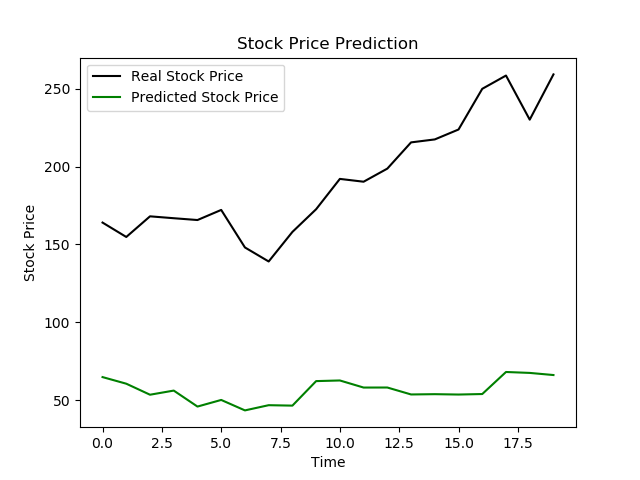 Stock Price Prediction
Real Stock Price
Predicted Stock Price
Stock Price
250
200
150
100
50
0.0 2.5 5.0 7.5 10.0 12.5 15.0 17.5
Time